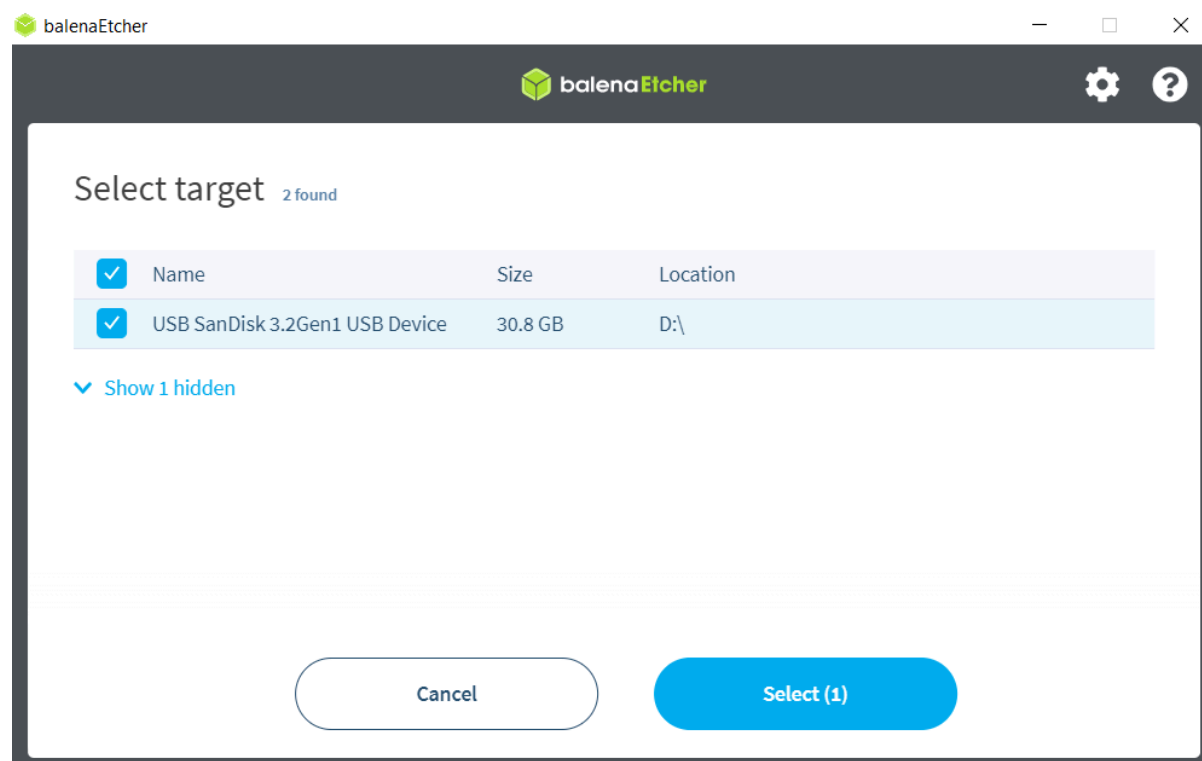 balenaEtcher
balenaEtcher
Select target 2 found
Name Size Location
USB SanDisk 3.2Gen1 USB Device 30.8 GB D:\
Show 1 hidden
Cancel Select (1)